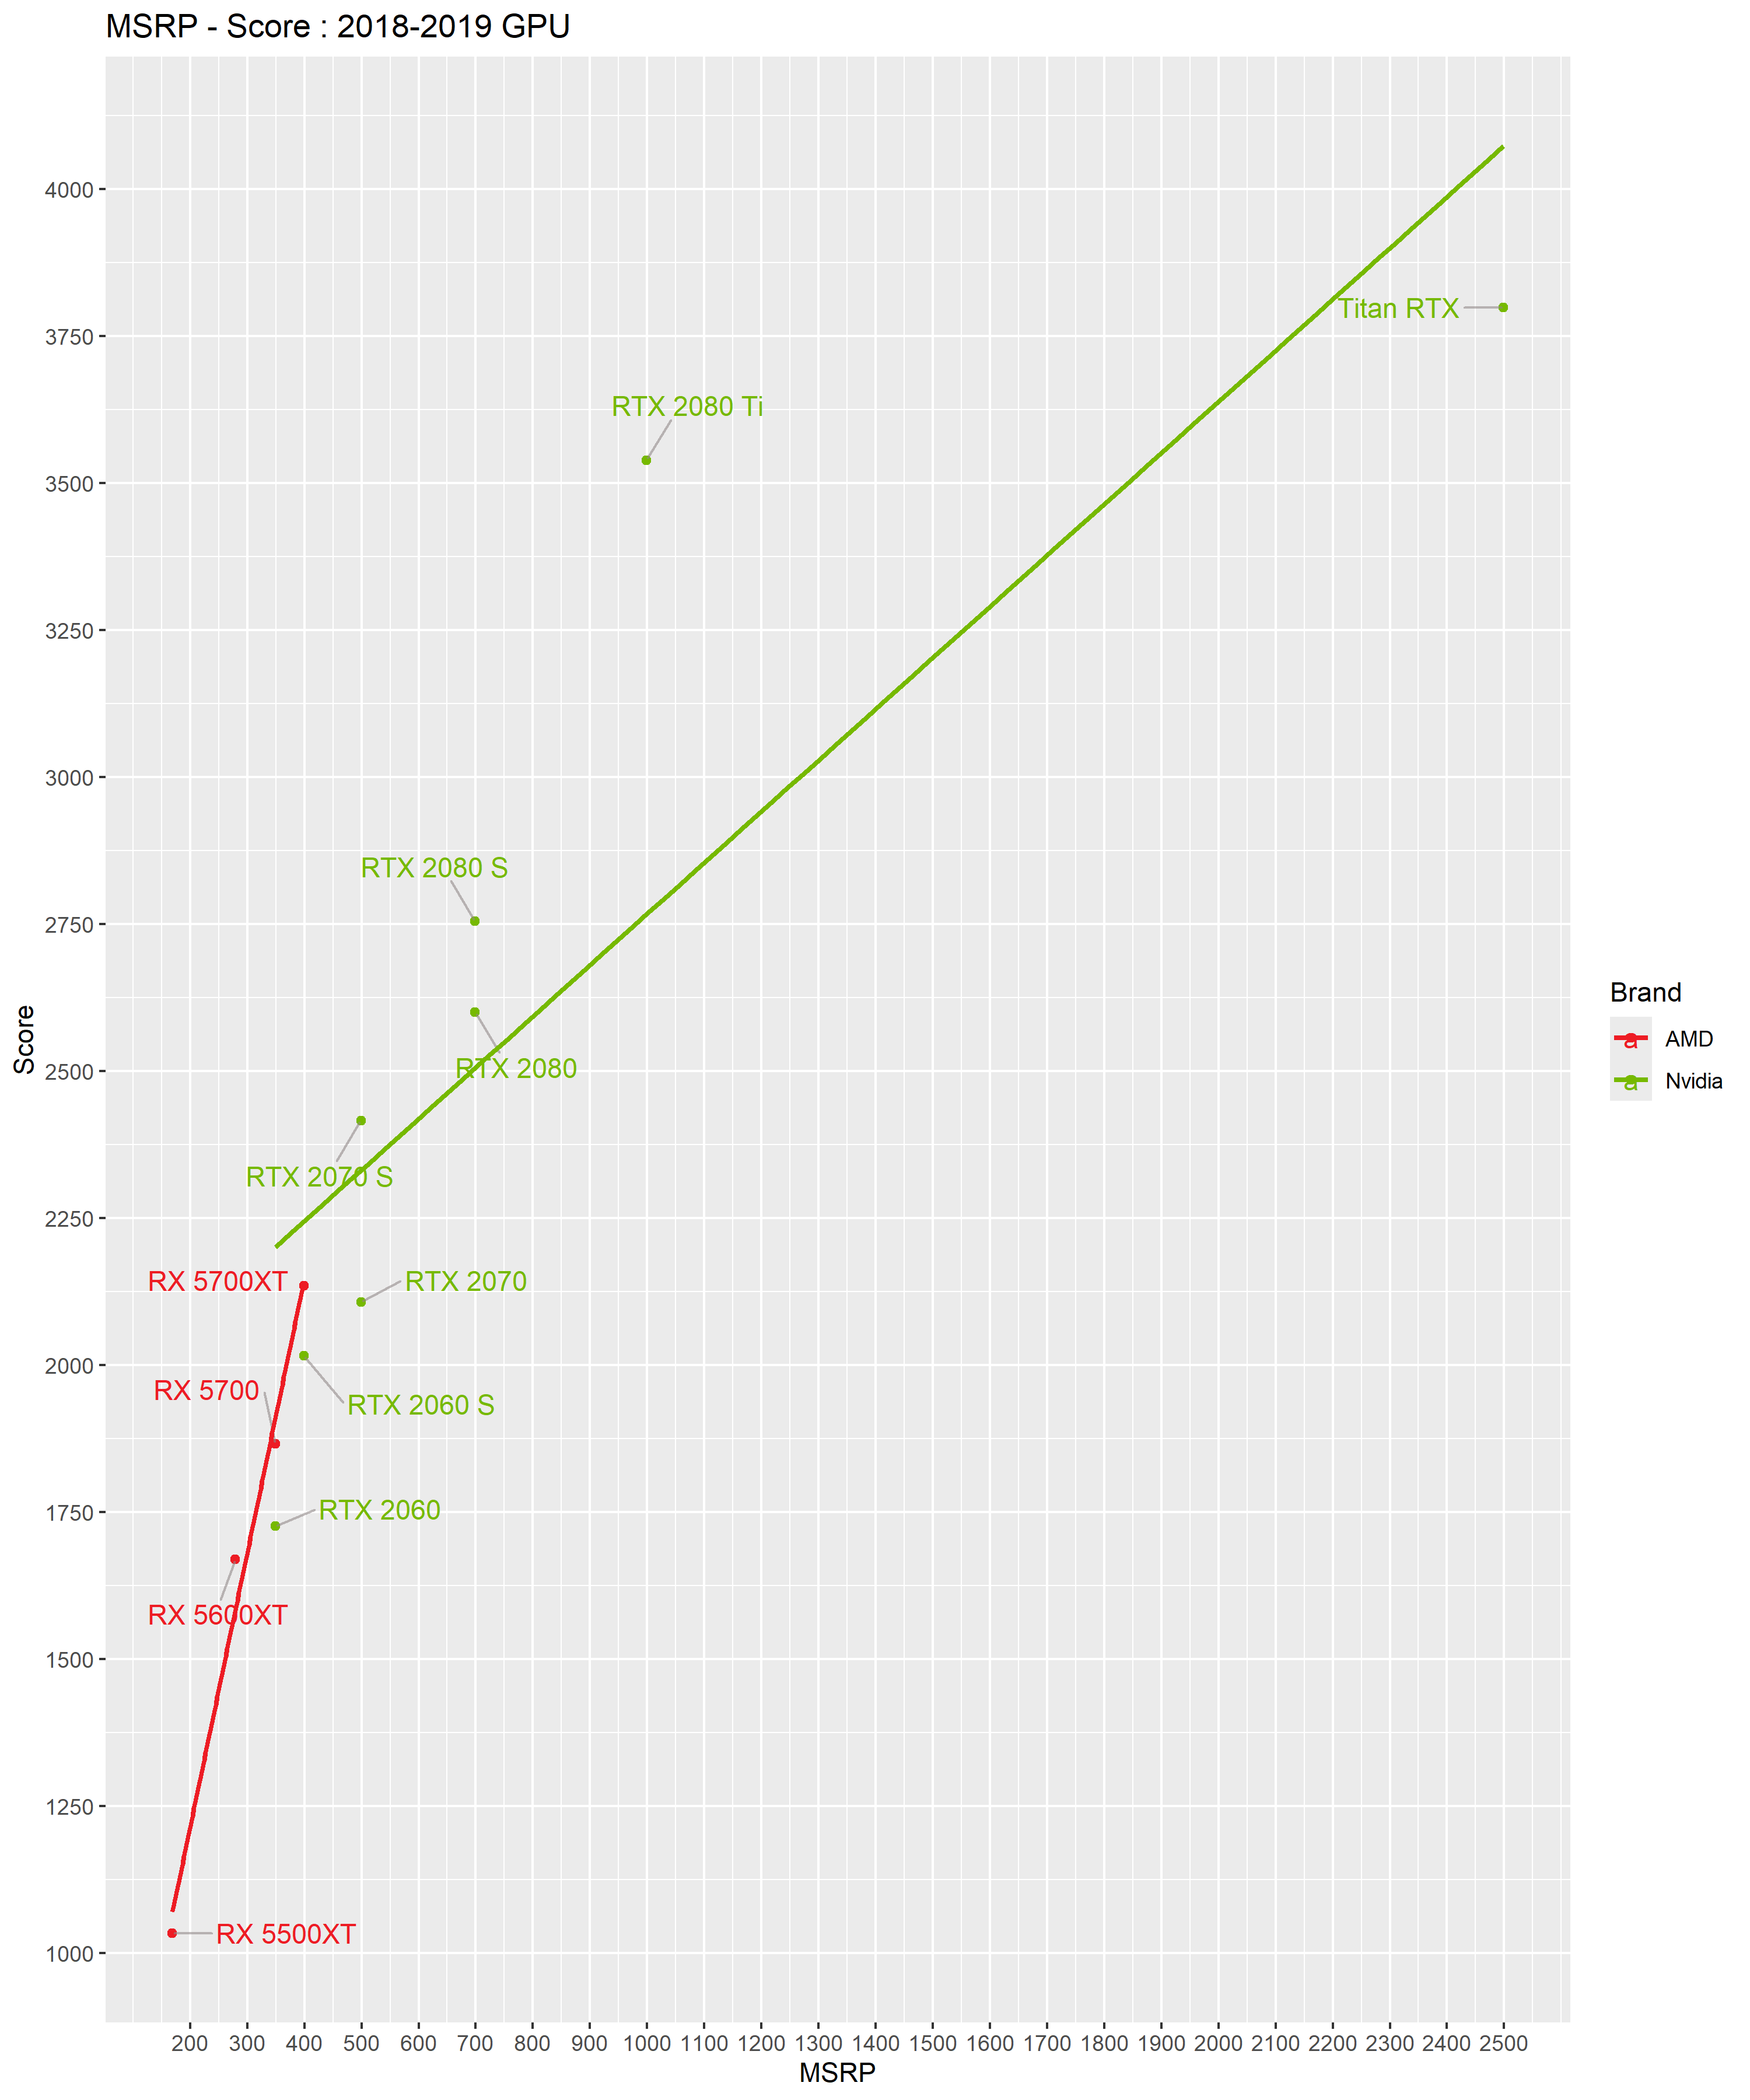 MSRP - Score : 2018-2019 GPU
4000
3750
3500
3250
3000
2750
2500
2250
2000
1750
1500
1250
1000
Score
Titan RTX
RTX 2080 Ti
RTX 2080 S
RTX 2080
RTX 2070 S
RX 5700XT
RTX 2070
RX 5700
RTX 2060 S
RTX 2060
RX 5600XT
RX 5500XT
Brand
a AMD
a Nvidia
200 300 400 500 600 700 800 900 1000 1100 1200 1300 1400 1500 1600 1700 1800 1900 2000 2100 2200 2300 2400 2500
MSRP